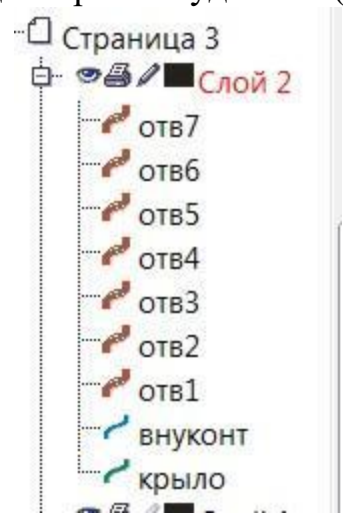 Страница 3
Слой 2
отв7
отв6
отв5
отв4
отв3
отв2
отв1
внуконт
крыло